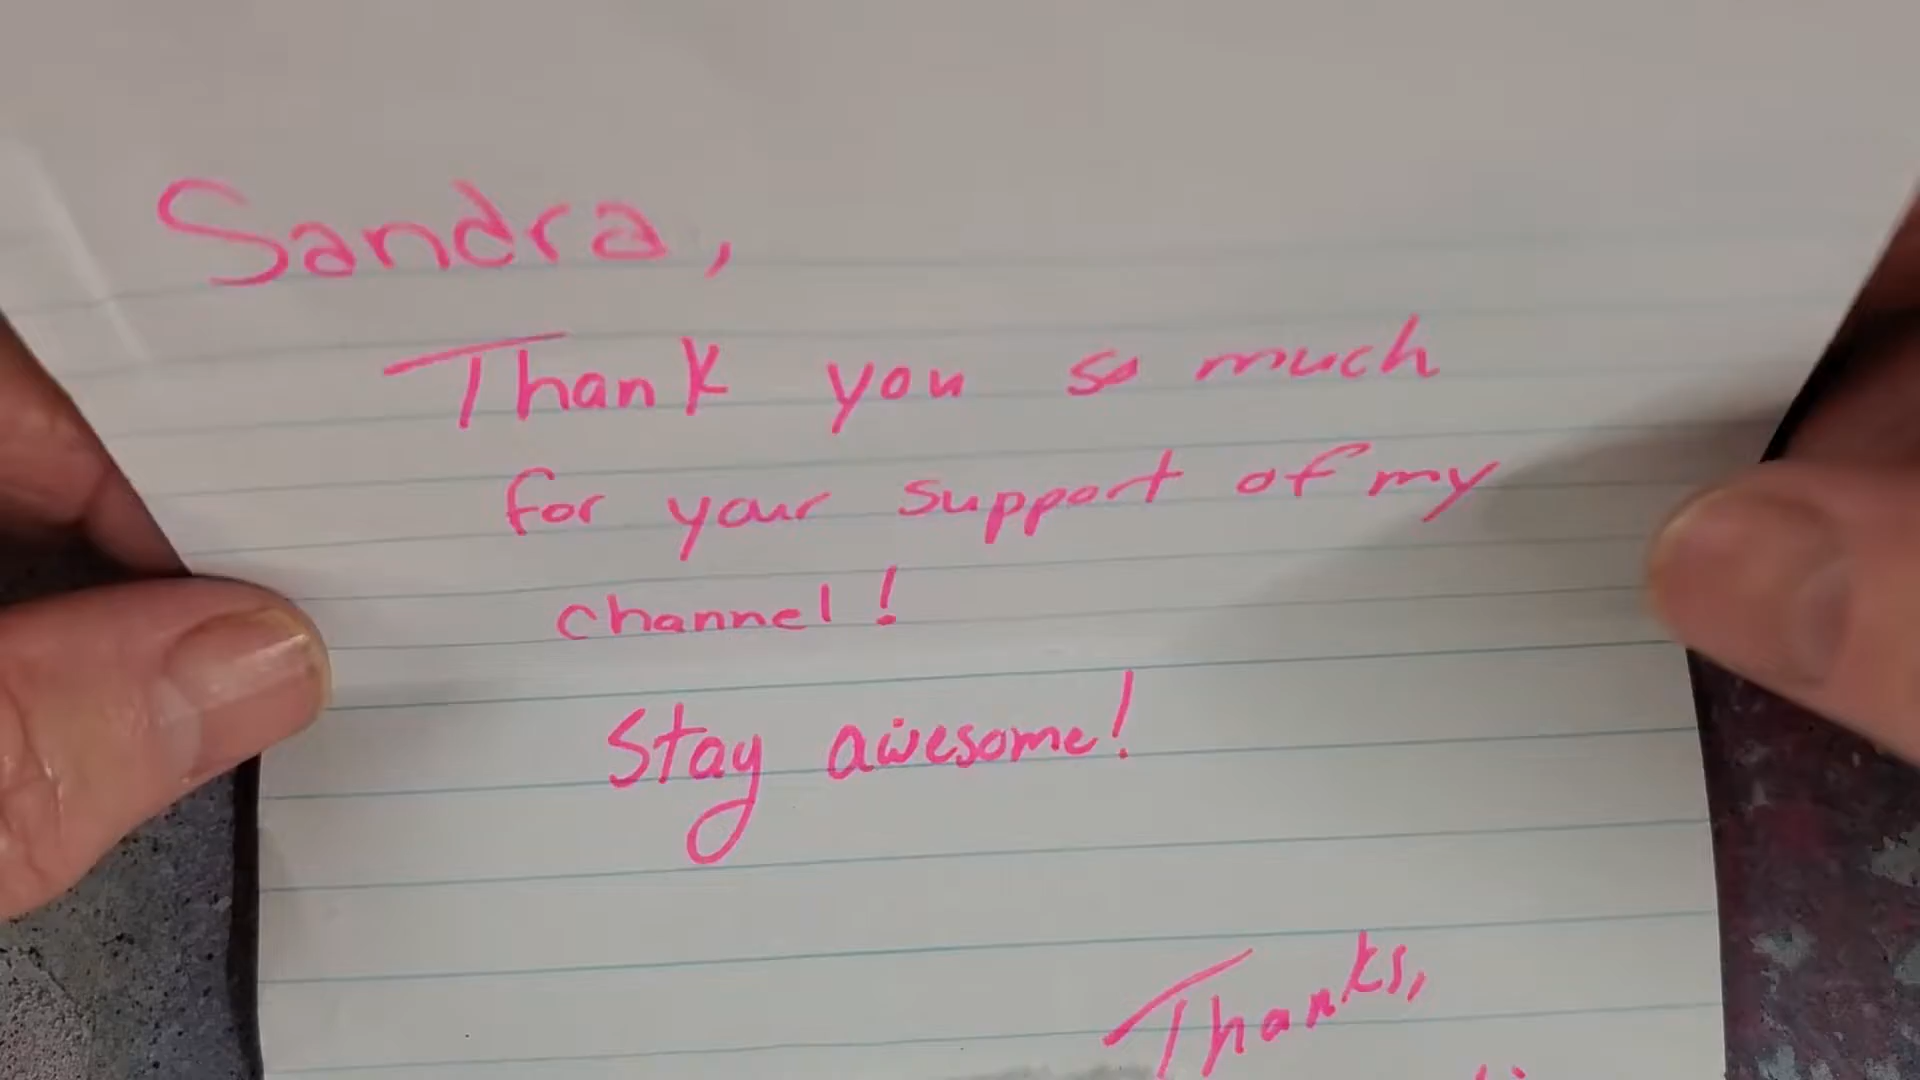 Sandra,
Thank you so much
for your support of my
channel!
Stay awesome!
Thanks,